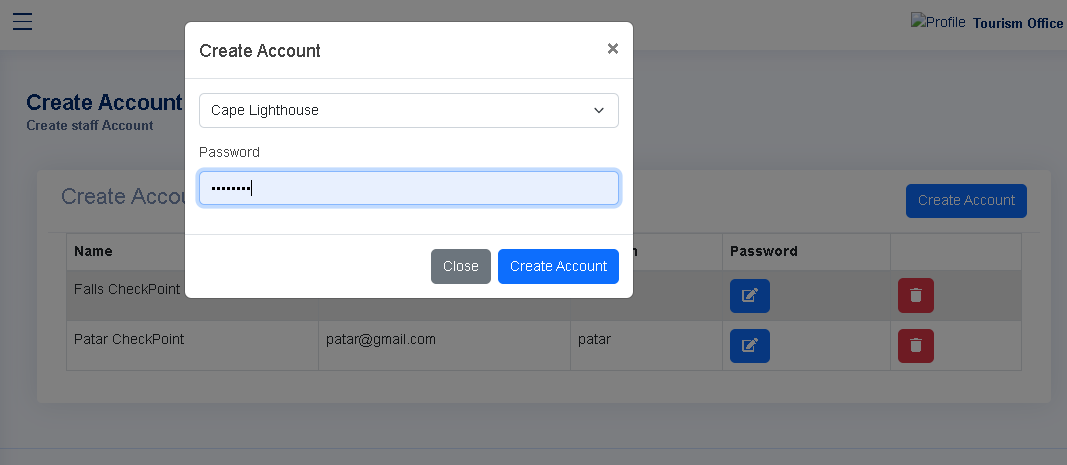 Profile Tourism Office
Create Account
×
Create Account
Create staff Account
Cape Lighthouse
Password
••••••••
Create Accou
Create Account
Close
Create Account
Name
n
Password
Falls CheckPoint
Patar CheckPoint
patar@gmail.com
patar